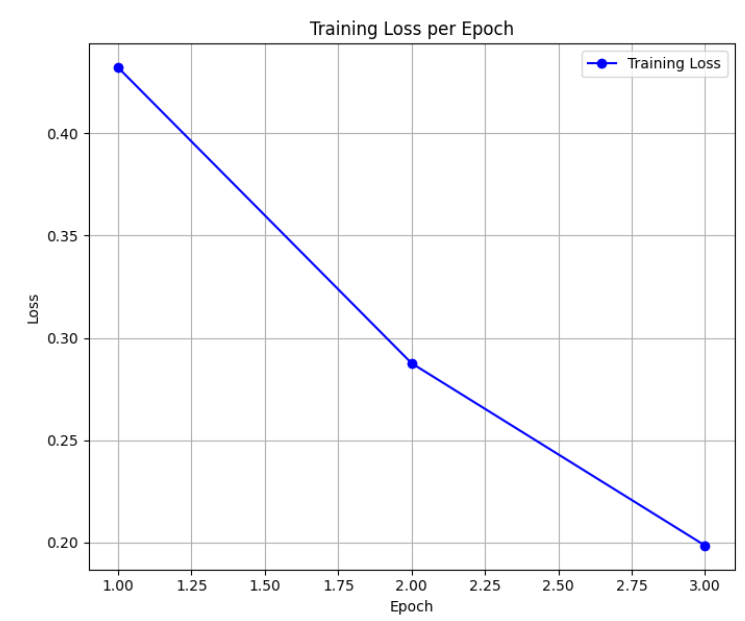 Training Loss per Epoch
Training Loss
0.40
0.35
0.30
0.25
0.20
Loss
1.00 1.25 1.50 1.75 2.00 2.25 2.50 2.75 3.00
Epoch